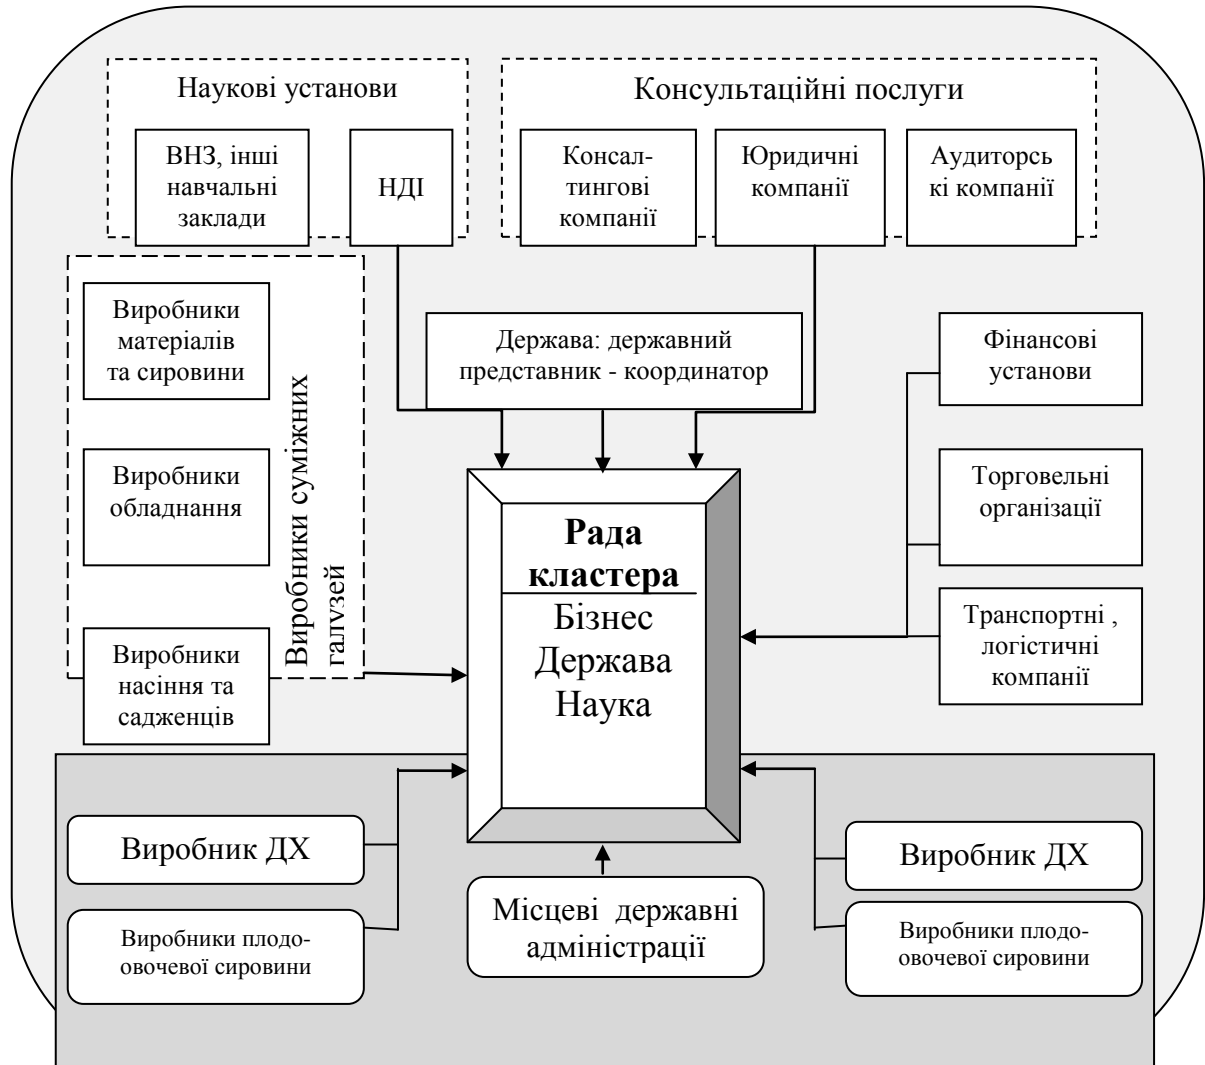 Наукові установи
ВНЗ, інші
навчальні
заклади
НДІ
Консультаційні послуги
Консал-
тингові
компанії
Юридичні
компанії
Аудиторсь
кі компанії
Виробники
матеріалів
та сировини
Виробники
обладнання
Виробники
насіння та
садженців
Виробники суміжних
галузей
Держава: державний
представник - координатор
Фінансові
установи
Торговельні
організації
Транспортні ,
логістичні
компанії
Рада
кластера
Бізнес
Держава
Наука
Виробник ДХ
Виробники плодо-
овочевої сировини
Місцеві державні
адміністрації
Виробник ДХ
Виробники плодо-
овочевої сировини